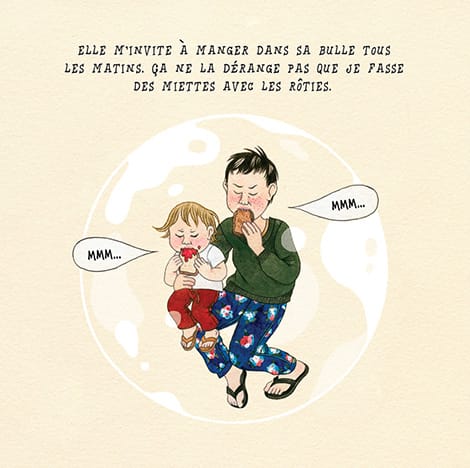 ELLE M'INVITE À MANGER DANS SA BULLE TOUS
LES MATINS. ÇA NE LA DÉRANGE PAS QUE JE FASSE
DES MIETTES AVEC LES RÔTIES.
MMM...
MMM...